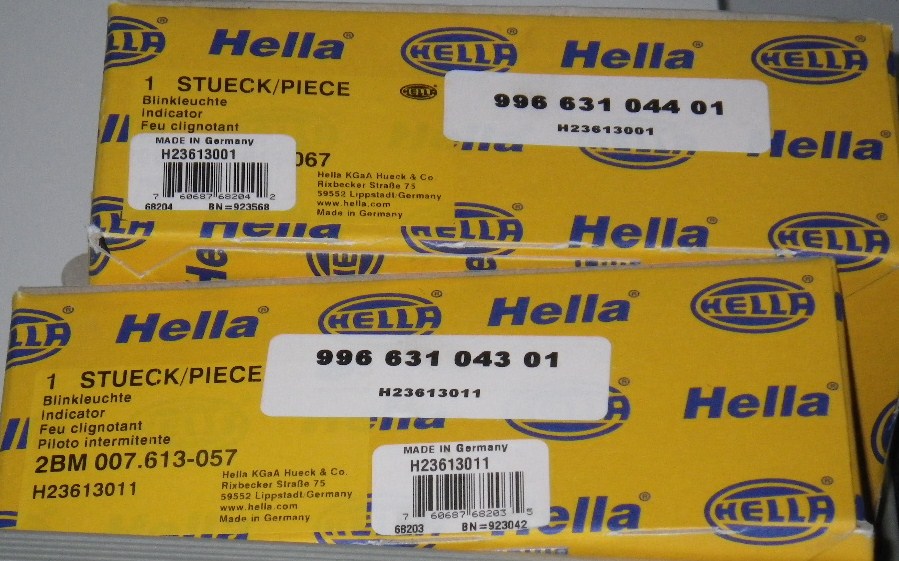 HELLA Hella® HELLA® Hella® HELLA®
1 STUECK/PIECE
Blinkleuchte
Indicator
Feu clignotant
HELLA
996 631 044 01
H23613001
Hella®
MADE IN Germany
H23613001
7 60687 68204 2
68204 BN=923568
067
Hella KGaA Hueck & Co.
Rixbecker Straße 75
59552 Lippstadt/Germany
www.hella.com
Made in Germany
HELLA Hella HELLA Hella® HELLA®
HELLA® Hella® HELLA® Hella® HELLA®
1 STUECK/PIECE
Blinkleuchte
Indicator
Feu clignotant
Piloto intermitente
2BM 007.613-057
H23613011
Hella KGaA Hueck & Co.
Rixbecker Straße 75
59552 Lippstadt/Germany
www.hella.com
Made in Germany
996 631 043 01
H23613011
Hella®
MADE IN Germany
H23613011
7 60687 68203 5
68203 BN=923042
Hella® HELLA®